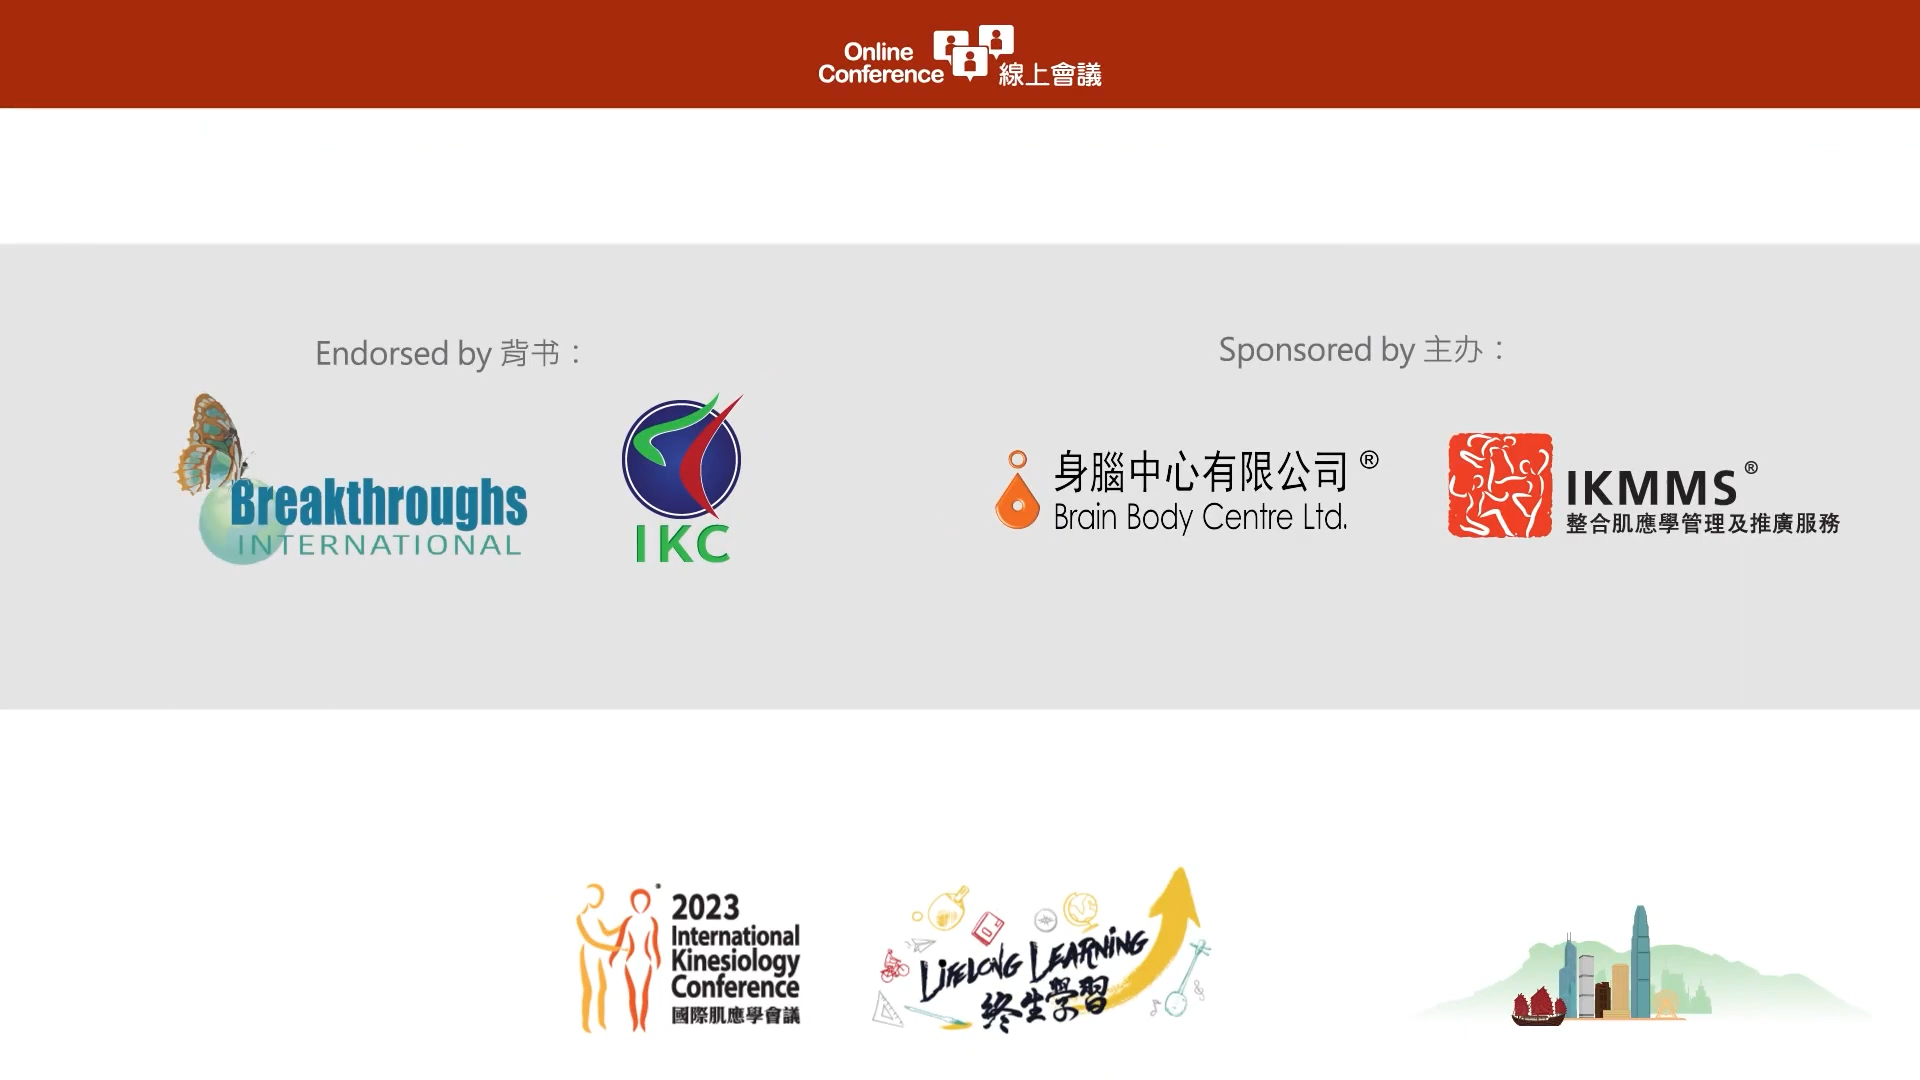 Online
Conference
線上會議
Endorsed by 背书：
Sponsored by 主办：
Breakthroughs
INTERNATIONAL
IKC
身腦中心有限公司 ®
Brain Body Centre Ltd.
IKMMS ®
整合肌應學管理及推廣服務
2023
International
Kinesiology
Conference
國際肌應學會議
LIFELONG LEARNING
終生學習